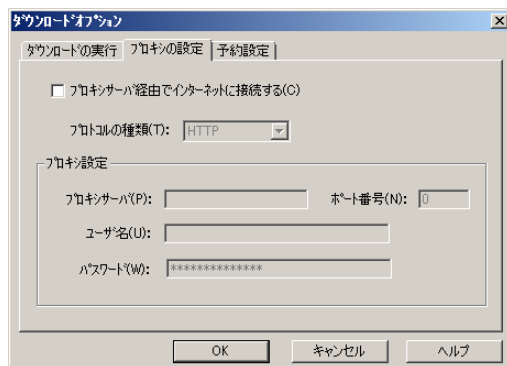 ダウンロードオプション
ダウンロードの実行 プロキシの設定 予約設定
プロキシサーバ経由でインターネットに接続する(C)
プロトコルの種類(T): HTTP
プロキシ設定
プロキシサーバ(P): ポート番号(N): 0
ユーザ名(U):
パスワード(W): **************
OK キャンセル ヘルプ